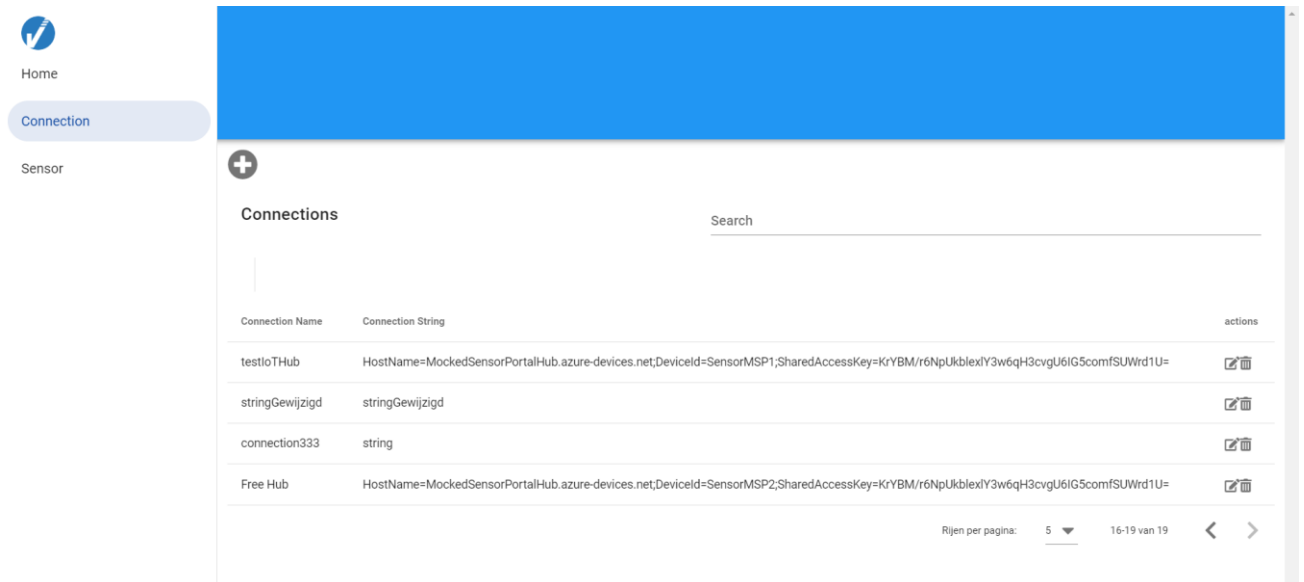 Home
Connection
Sensor
Connections
Search
Connection Name Connection String actions
testIoTHub HostName=MockedSensorPortalHub.azure-devices.net;DeviceId=SensorMSP1;SharedAccessKey=KrYBM/r6NpUkblexlY3w6qH3cvgU6IG5comfSUWrd1U=
stringGewijzigd stringGewijzigd
connection333 string
Free Hub HostName=MockedSensorPortalHub.azure-devices.net;DeviceId=SensorMSP2;SharedAccessKey=KrYBM/r6NpUkblexlY3w6qH3cvgU6IG5comfSUWrd1U=
Rijen per pagina: 5 16-19 van 19